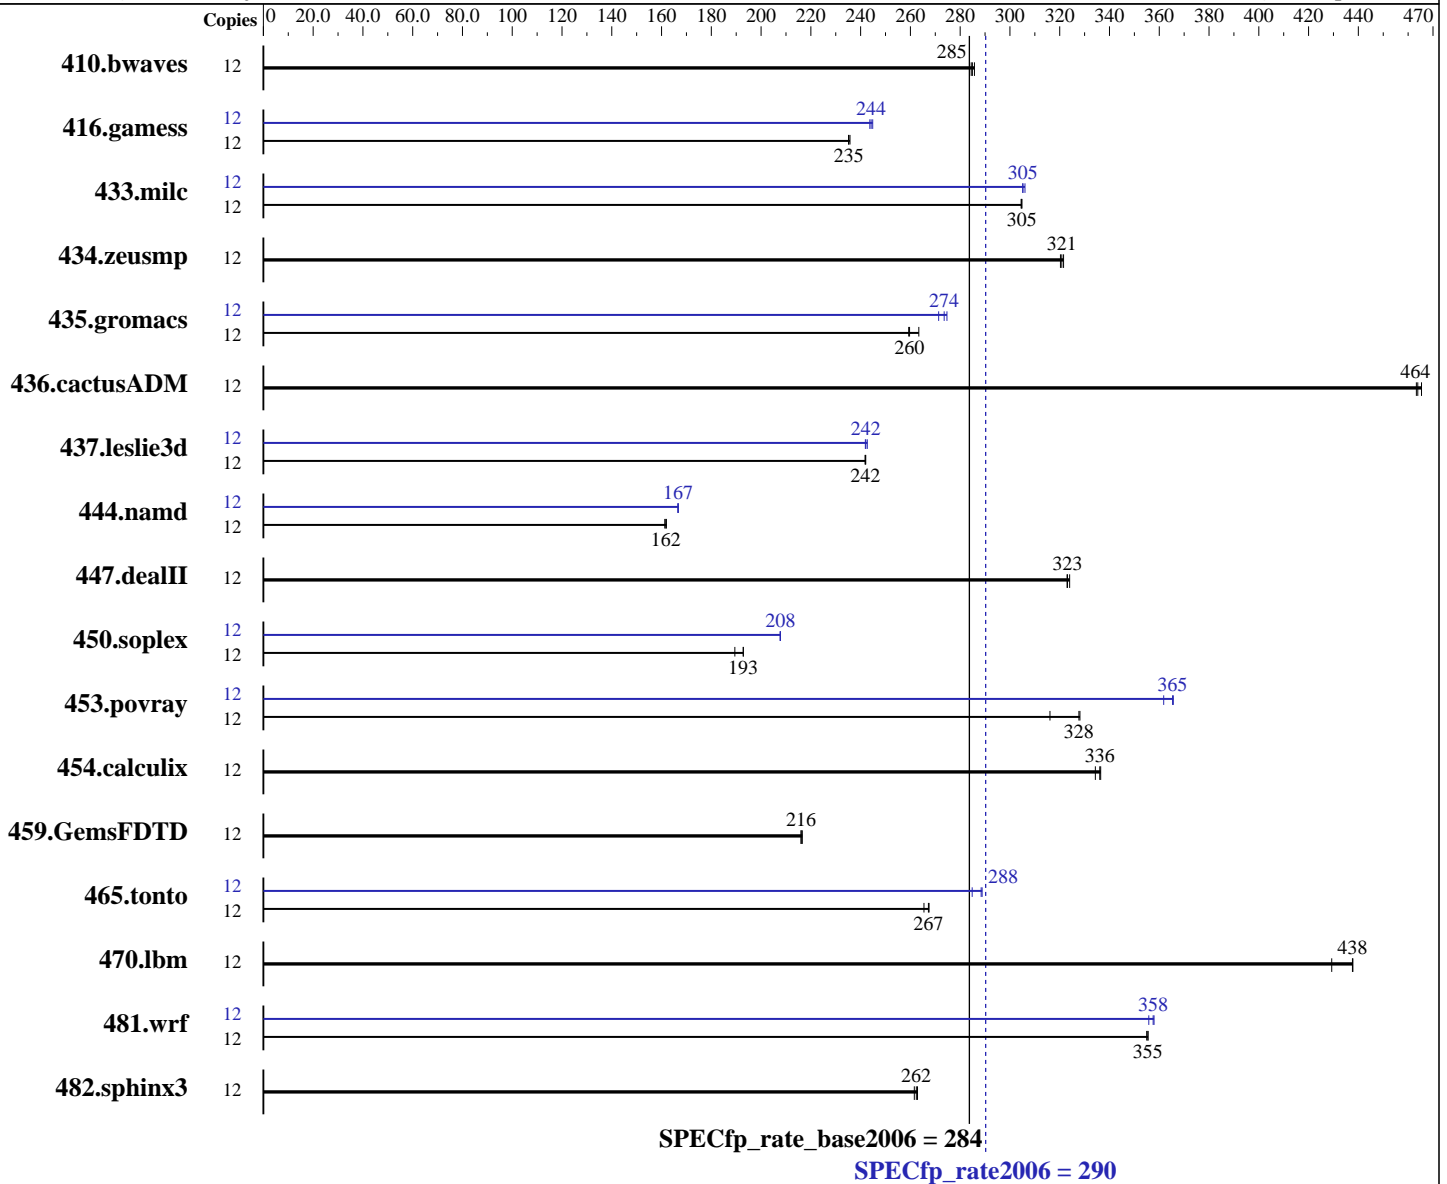 Copies 0 20.0 40.0 60.0 80.0 100 120 140 160 180 200 220 240 260 280 300 320 340 360 380 400 420 440 470
410.bwaves 12 285
416.gamess 12 244
12 235
433.milc 12 305
12 305
434.zeusmp 12 321
435.gromacs 12 274
12 260
436.cactusADM 12 464
437.leslie3d 12 242
12 242
444.namd 12 167
12 162
447.dealII 12 323
450.soplex 12 208
12 193
453.povray 12 365
12 328
454.calculix 12 336
459.GemsFDTD 12 216
465.tonto 12 288
12 267
470.lbm 12 438
481.wrf 12 358
12 355
482.sphinx3 12 262
SPECfp_rate_base2006 = 284
SPECfp_rate2006 = 290